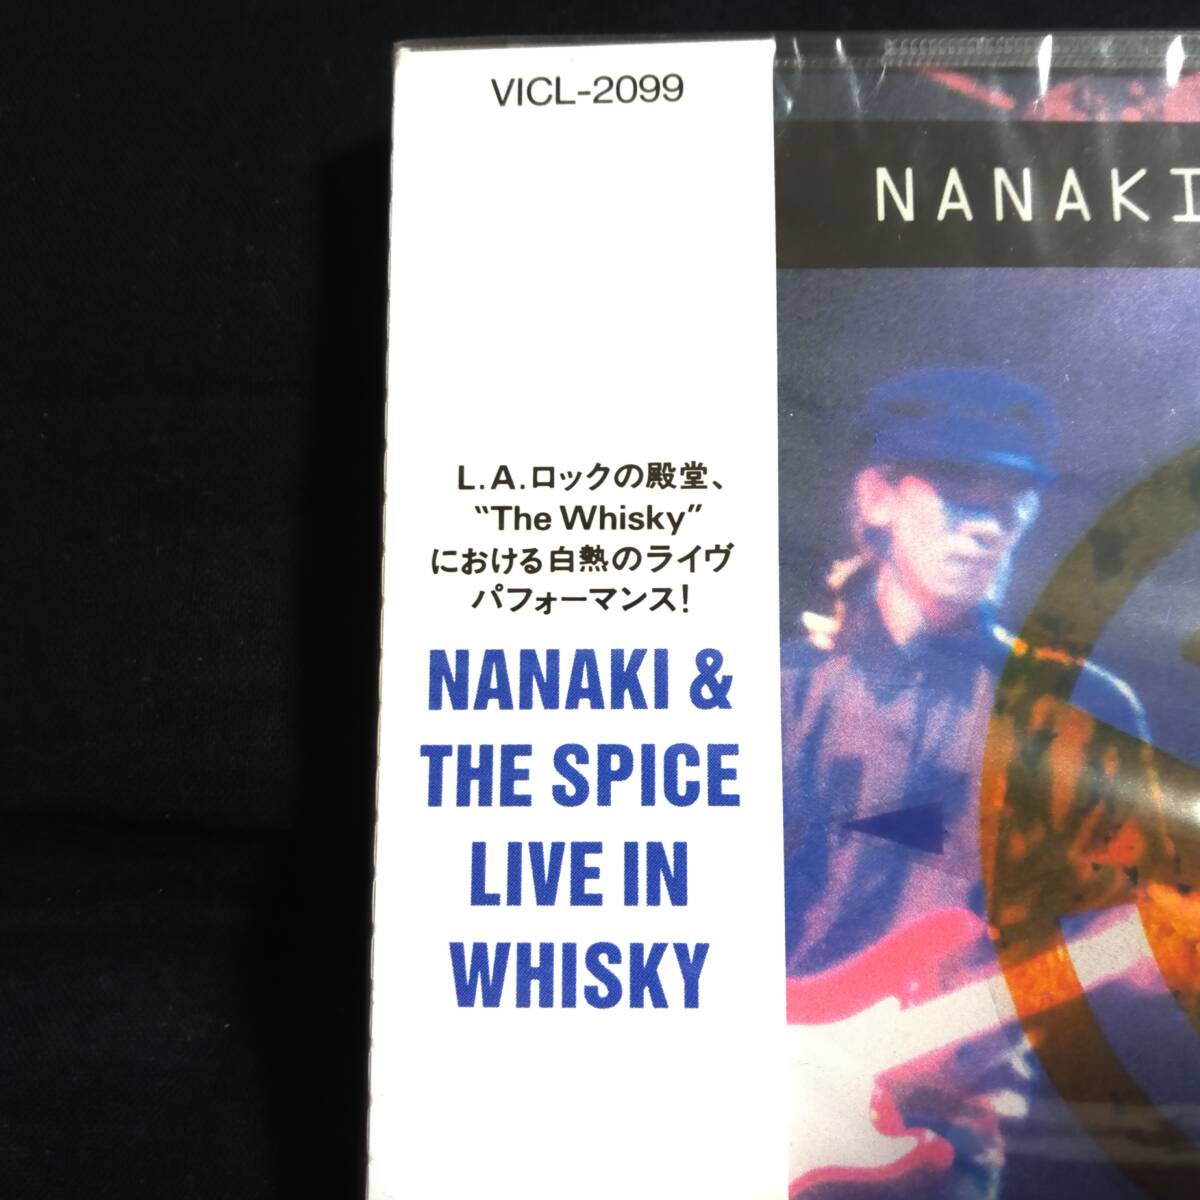 VICL-2099
NANAKI
L.A.ロックの殿堂、
“The Whisky”
における白熱のライヴ
パフォーマンス!
NANAKI &
THE SPICE
LIVE IN
WHISKY